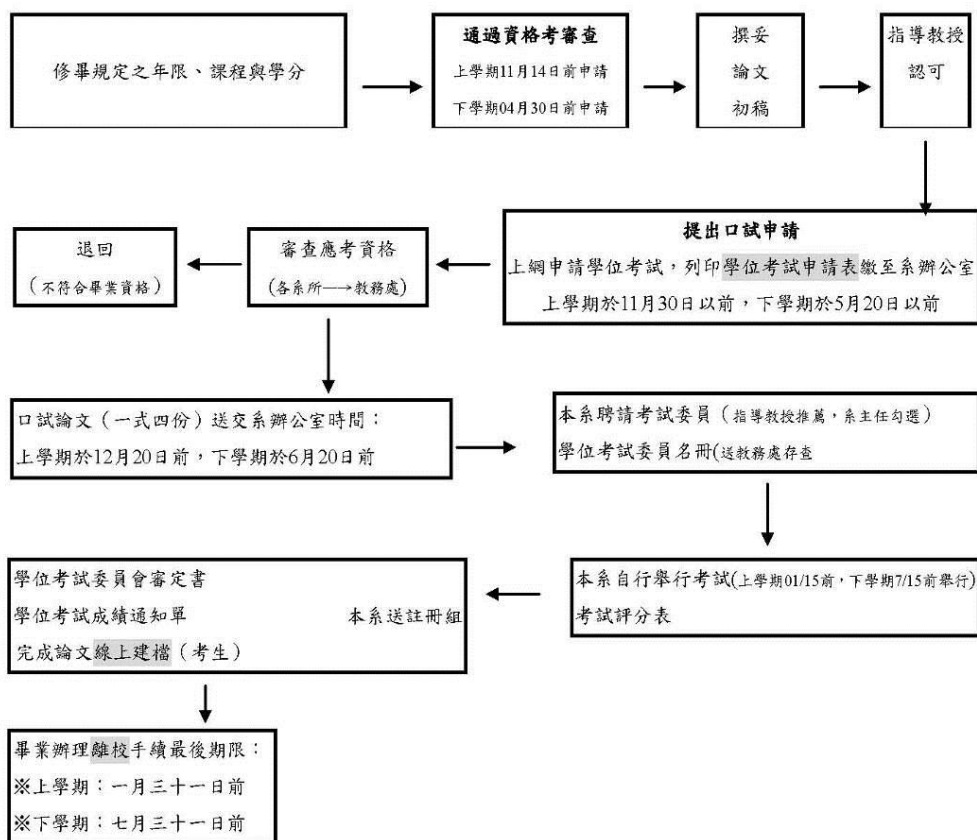 修畢規定之年限、課程與學分
通過資格考審查
上學期11月14日前申請
下學期04月30日前申請
撰妥
論文
初稿
指導教授
認可
提出口試申請
上網申請學位考試，列印學位考試申請表繳至系辦公室
上學期於11月30日以前，下學期於5月20日以前
審查應考資格
(各系所──→教務處)
退回
(不符合畢業資格)
口試論文（一式四份）送交系辦公室時間：
上學期於12月20日前，下學期於6月20日前
本系聘請考試委員（指導教授推薦，系主任勾選）
學位考試委員名冊(送教務處存查
本系自行舉行考試(上學期01/15前，下學期7/15前舉行)
考試評分表
學位考試委員會審定書
學位考試成績通知單 本系送註冊組
完成論文線上建檔（考生）
畢業辦理離校手續最後期限：
※上學期：一月三十一日前
※下學期：七月三十一日前